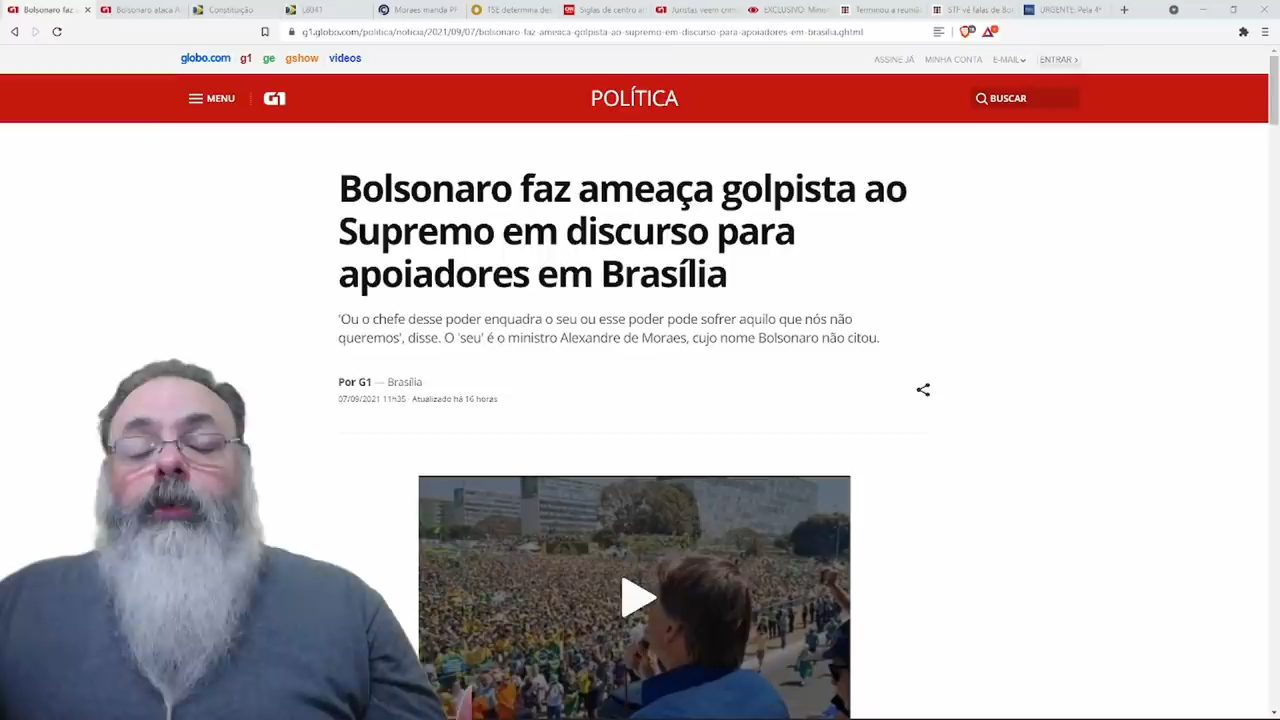 Bolsonaro faz
Bolsonaro ataca A
Constituição
L8341
Moraes manda PF
TSE determina des
Siglas de centro ar
Juristas veem crim
EXCLUSIVO: Minis
Terminou a reuniã
STF vê falas de Bo
URGENTE: Pela 4ª
g1.globo.com/politica/noticia/2021/09/07/bolsonaro-faz-ameaca-golpista-ao-supremo-em-discurso-para-apoiadores-em-brasilia.ghtml
globo.com g1 ge gshow videos
ASSINE JÁ MINHA CONTA E-MAIL ENTRAR
MENU G1 POLÍTICA BUSCAR
Bolsonaro faz ameaça golpista ao
Supremo em discurso para
apoiadores em Brasília
'Ou o chefe desse poder enquadra o seu ou esse poder pode sofrer aquilo que nós não
queremos', disse. O 'seu' é o ministro Alexandre de Moraes, cujo nome Bolsonaro não citou.
Por G1 — Brasília
07/09/2021 11h35 · Atualizado há 16 horas